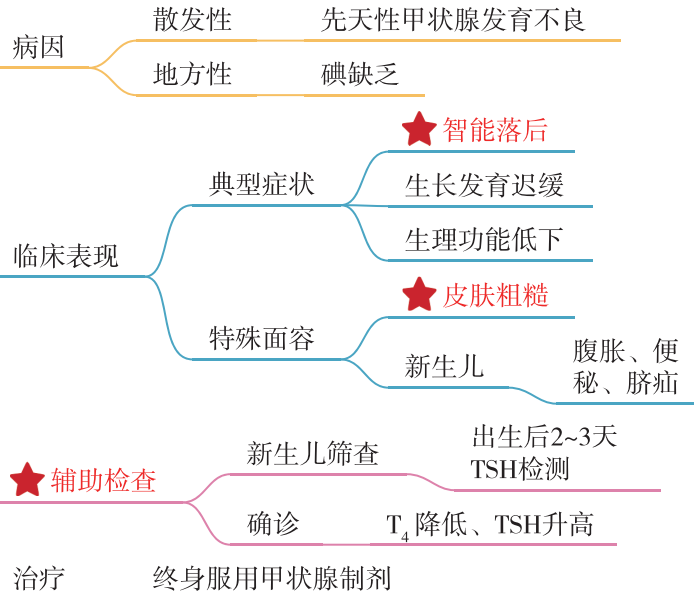 病因
散发性
先天性甲状腺发育不良
地方性
碘缺乏
临床表现
典型症状
智能落后
生长发育迟缓
生理功能低下
特殊面容
皮肤粗糙
新生儿
腹胀、便
秘、脐疝
辅助检查
新生儿筛查
出生后2~3天
TSH检测
确诊
T4 降低、TSH升高
治疗
终身服用甲状腺制剂